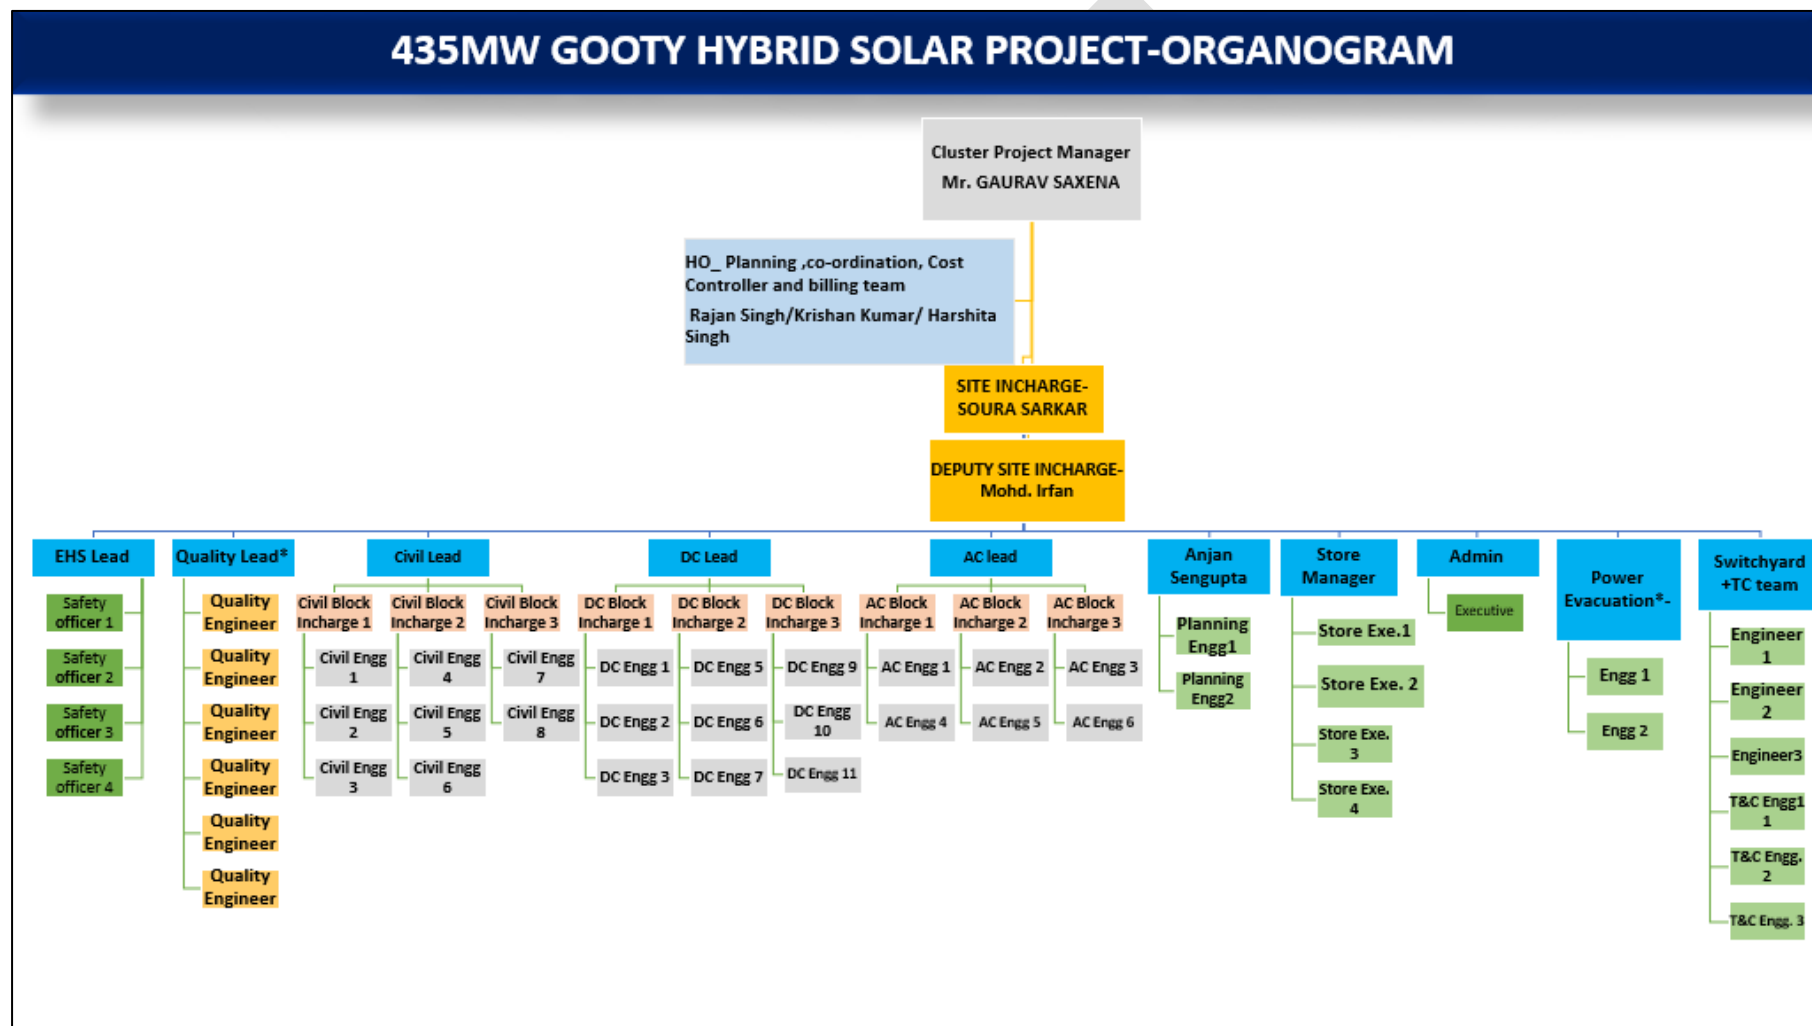 435MW GOOTY HYBRID SOLAR PROJECT-ORGANOGRAM
Cluster Project Manager
Mr. GAURAV SAXENA
HO_ Planning ,co-ordination, Cost
Controller and billing team
Rajan Singh/Krishan Kumar/ Harshita
Singh
SITE INCHARGE-
SOURA SARKAR
DEPUTY SITE INCHARGE-
Mohd. Irfan
EHS Lead
Safety
officer 1
Safety
officer 2
Safety
officer 3
Safety
officer 4
Quality Lead*
Quality
Engineer
Quality
Engineer
Quality
Engineer
Quality
Engineer
Quality
Engineer
Quality
Engineer
Civil Lead
Civil Block
Incharge 1
Civil Engg
1
Civil Engg
2
Civil Engg
3
Civil Block
Incharge 2
Civil Engg
4
Civil Engg
5
Civil Engg
6
Civil Block
Incharge 3
Civil Engg
7
Civil Engg
8
DC Lead
DC Block
Incharge 1
DC Engg 1
DC Engg 2
DC Engg 3
DC Block
Incharge 2
DC Engg 5
DC Engg 6
DC Engg 7
DC Block
Incharge 3
DC Engg 9
DC Engg
10
DC Engg 11
AC lead
AC Block
Incharge 1
AC Engg 1
AC Engg 4
AC Block
Incharge 2
AC Engg 2
AC Engg 5
AC Block
Incharge 3
AC Engg 3
AC Engg 6
Anjan
Sengupta
Planning
Engg1
Planning
Engg2
Store
Manager
Store Exe.1
Store Exe. 2
Store Exe.
3
Store Exe.
4
Admin
Executive
Power
Evacuation*-
Engg 1
Engg 2
Switchyard
+TC team
Engineer
1
Engineer
2
Engineer3
T&C Engg1
1
T&C Engg.
2
T&C Engg. 3